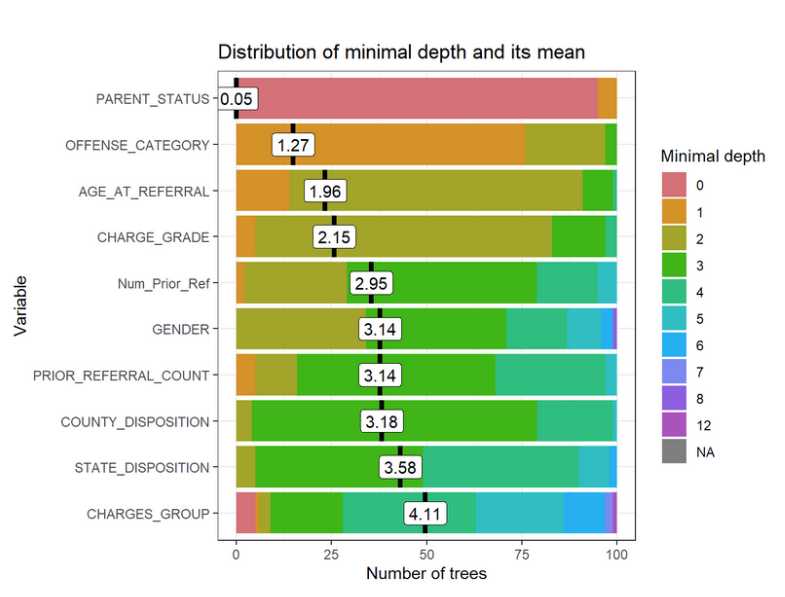 Distribution of minimal depth and its mean
Variable
PARENT_STATUS 0.05
OFFENSE_CATEGORY 1.27
AGE_AT_REFERRAL 1.96
CHARGE_GRADE 2.15
Num_Prior_Ref 2.95
GENDER 3.14
PRIOR_REFERRAL_COUNT 3.14
COUNTY_DISPOSITION 3.18
STATE_DISPOSITION 3.58
CHARGES_GROUP 4.11
0 25 50 75 100
Number of trees
Minimal depth
0
1
2
3
4
5
6
7
8
12
NA